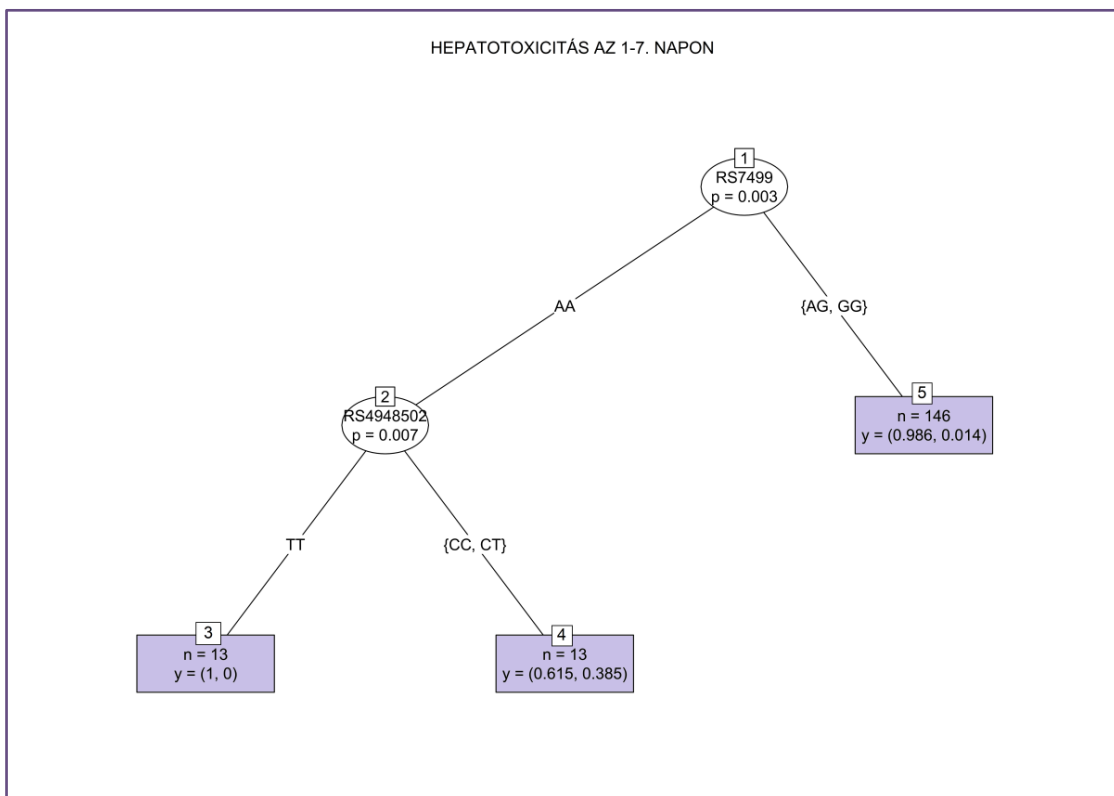 HEPATOTOXICITÁS AZ 1-7. NAPON
1
RS7499
p = 0.003
AA
{AG, GG}
2
RS4948502
p = 0.007
5
n = 146
y = (0.986, 0.014)
TT
{CC, CT}
3
n = 13
y = (1, 0)
4
n = 13
y = (0.615, 0.385)